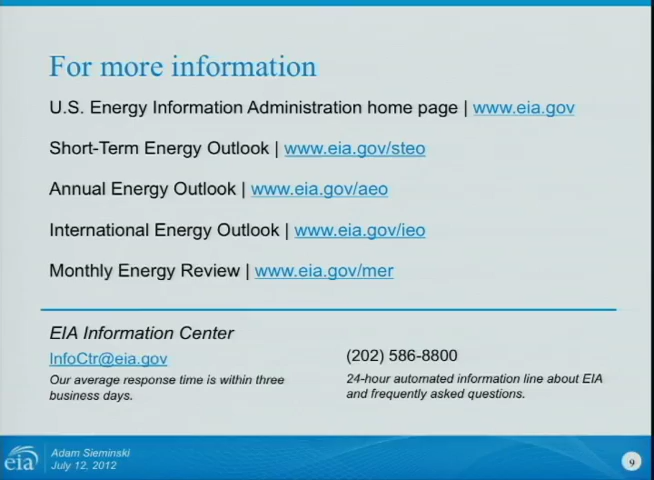 For more information
U.S. Energy Information Administration home page | www.eia.gov
Short-Term Energy Outlook | www.eia.gov/steo
Annual Energy Outlook | www.eia.gov/aeo
International Energy Outlook | www.eia.gov/ieo
Monthly Energy Review | www.eia.gov/mer
EIA Information Center
InfoCtr@eia.gov
Our average response time is within three
business days.
(202) 586-8800
24-hour automated information line about EIA
and frequently asked questions.
eia
Adam Sieminski
July 12, 2012
9